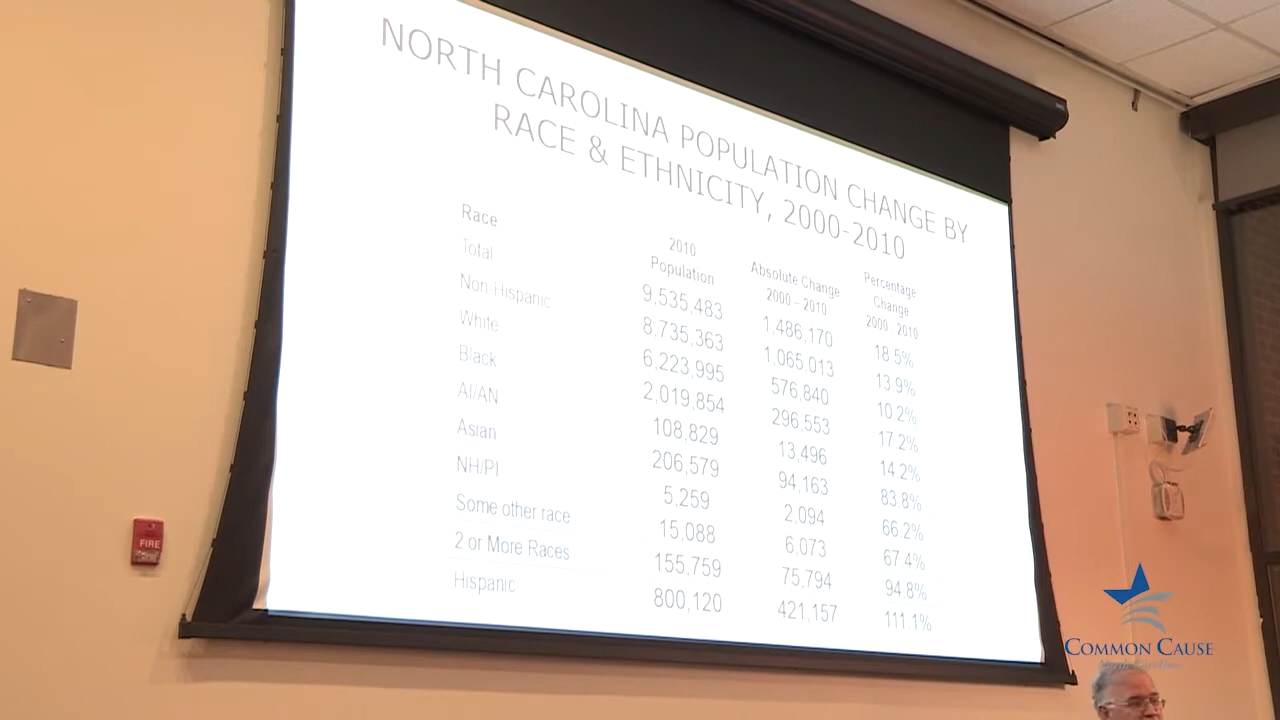 NORTH CAROLINA POPULATION CHANGE BY
RACE & ETHNICITY, 2000-2010
Race 2010 Population Absolute Change 2000 – 2010 Percentage Change 2000 2010
Total 9,535,483 1,486,170 18.5%
Non Hispanic 8,735,363 1,065,013 13.9%
White 6,223,995 576,840 10.2%
Black 2,019,854 296,553 17.2%
AI/AN 108,829 13,496 14.2%
Asian 206,579 94,163 83.8%
NH/PI 5,259 2,094 66.2%
Some other race 15,088 6,073 67.4%
2 or More Races 155,759 75,794 94.8%
Hispanic 800,120 421,157 111.1%
FIRE
COMMON CAUSE
North Carolina